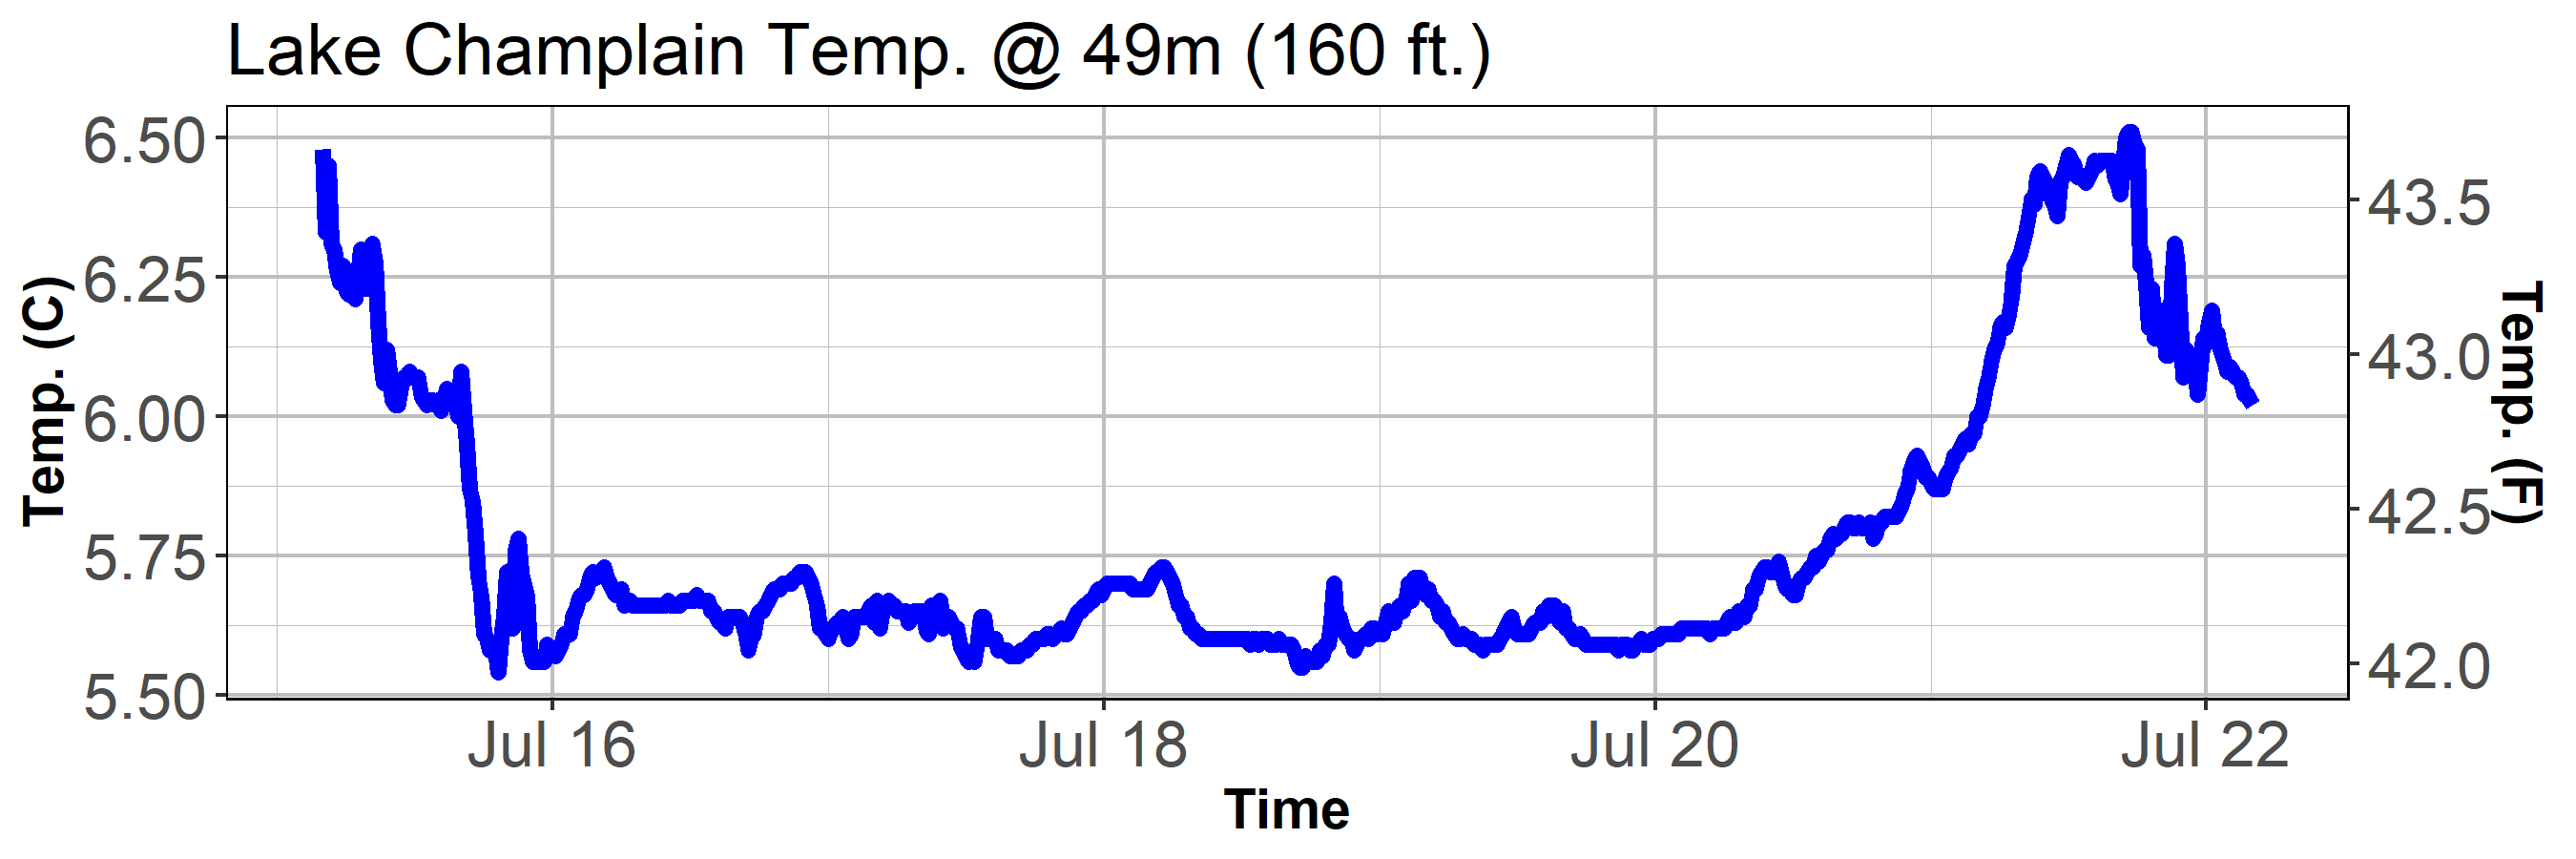 Lake Champlain Temp. @ 49m (160 ft.)
Temp. (C)
6.50
6.25
6.00
5.75
5.50
43.5
43.0
42.5
42.0
Temp. (F)
Jul 16
Jul 18
Jul 20
Jul 22
Time